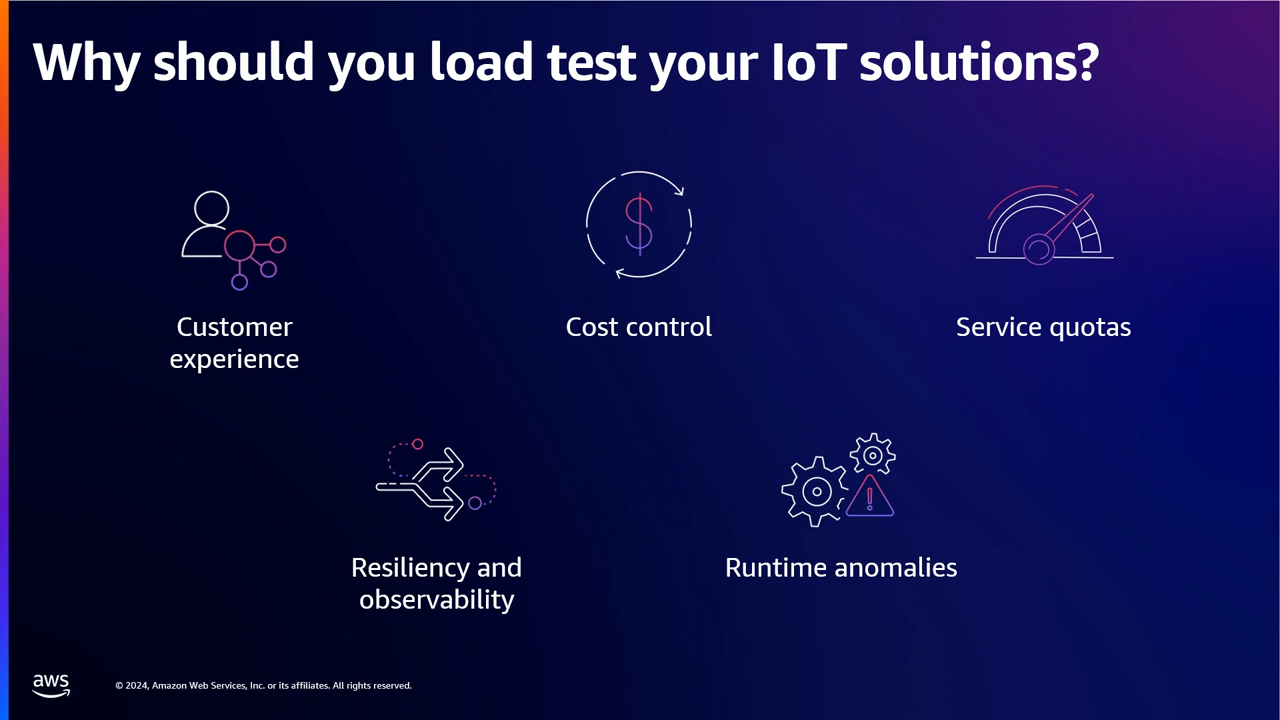 Why should you load test your IoT solutions?
Customer
experience
Cost control
Service quotas
Resiliency and
observability
Runtime anomalies
aws
© 2024, Amazon Web Services, Inc. or its affiliates. All rights reserved.